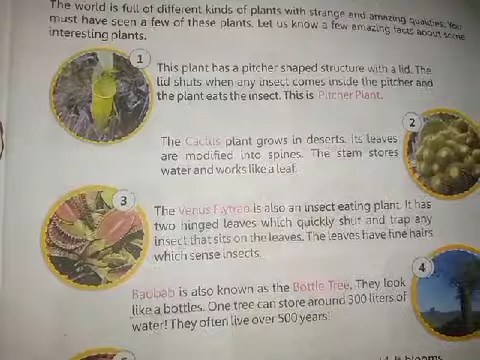 The world is full of different kinds of plants with strange and amazing qualities. You
must have seen a few of these plants. Let us know a few amazing facts about some
interesting plants.
1
This plant has a pitcher shaped structure with a lid. The
lid shuts when any insect comes inside the pitcher and
the plant eats the insect. This is Pitcher Plant.
2
The Cactus plant grows in deserts. Its leaves
are modified into spines. The stem stores
water and works like a leaf.
3
The Venus Flytrap is also an insect eating plant. It has
two hinged leaves which quickly shut and trap any
insect that sits on the leaves. The leaves have fine hairs
which sense insects.
4
Baobab is also known as the Bottle Tree. They look
like a bottles. One tree can store around 300 liters of
water! They often live over 500 years!
5
blooms